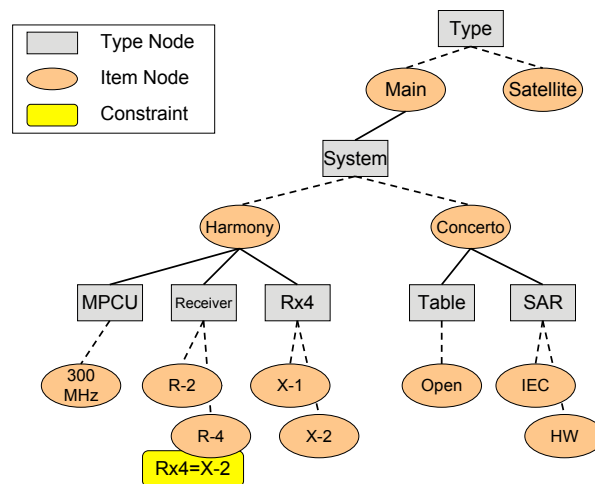 Type Node
Item Node
Constraint
Type
Main
Satellite
System
Harmony
Concerto
MPCU
Receiver
Rx4
Table
SAR
300
MHz
R-2
X-1
Open
IEC
R-4
X-2
HW
Rx4=X-2